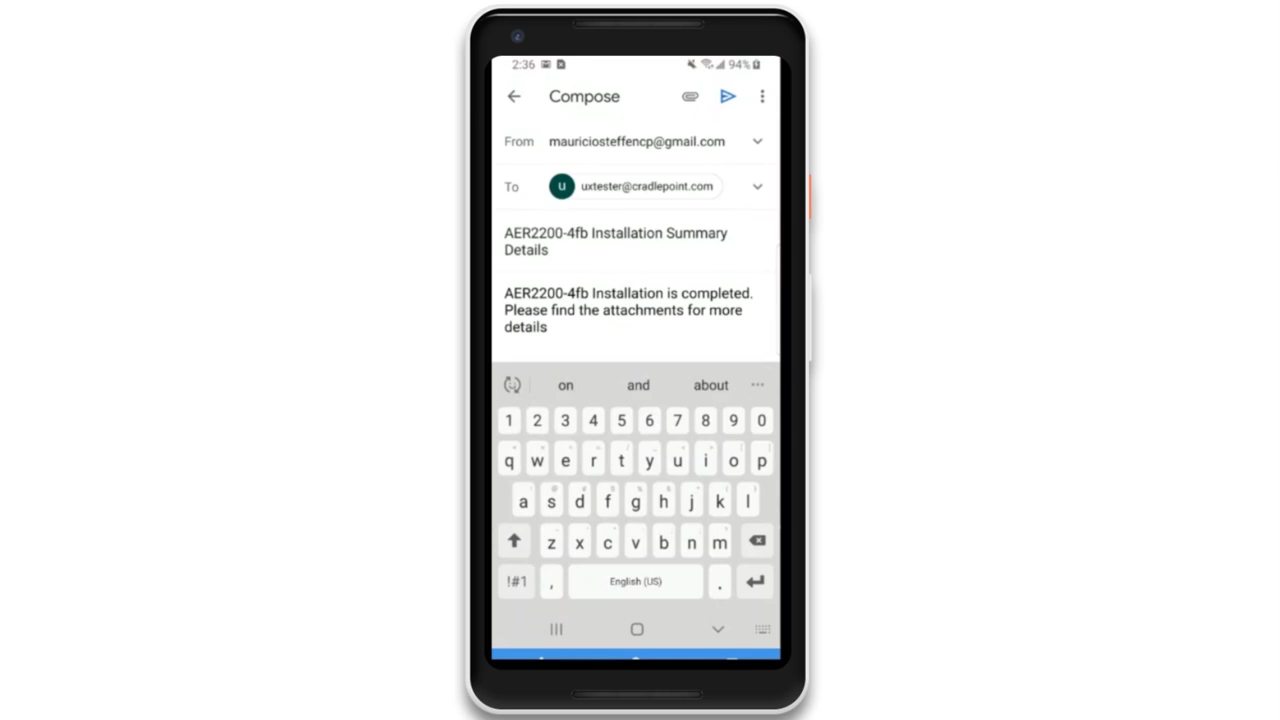 2:36 94%
Compose
From mauriciosteffencp@gmail.com
To u uxtester@cradlepoint.com
AER2200-4fb Installation Summary
Details
AER2200-4fb Installation is completed.
Please find the attachments for more
details
on and about
1 2 3 4 5 6 7 8 9 0
q w e r t y u i o p
a s d f g h j k l
z x c v b n m
!#1 , English (US) .